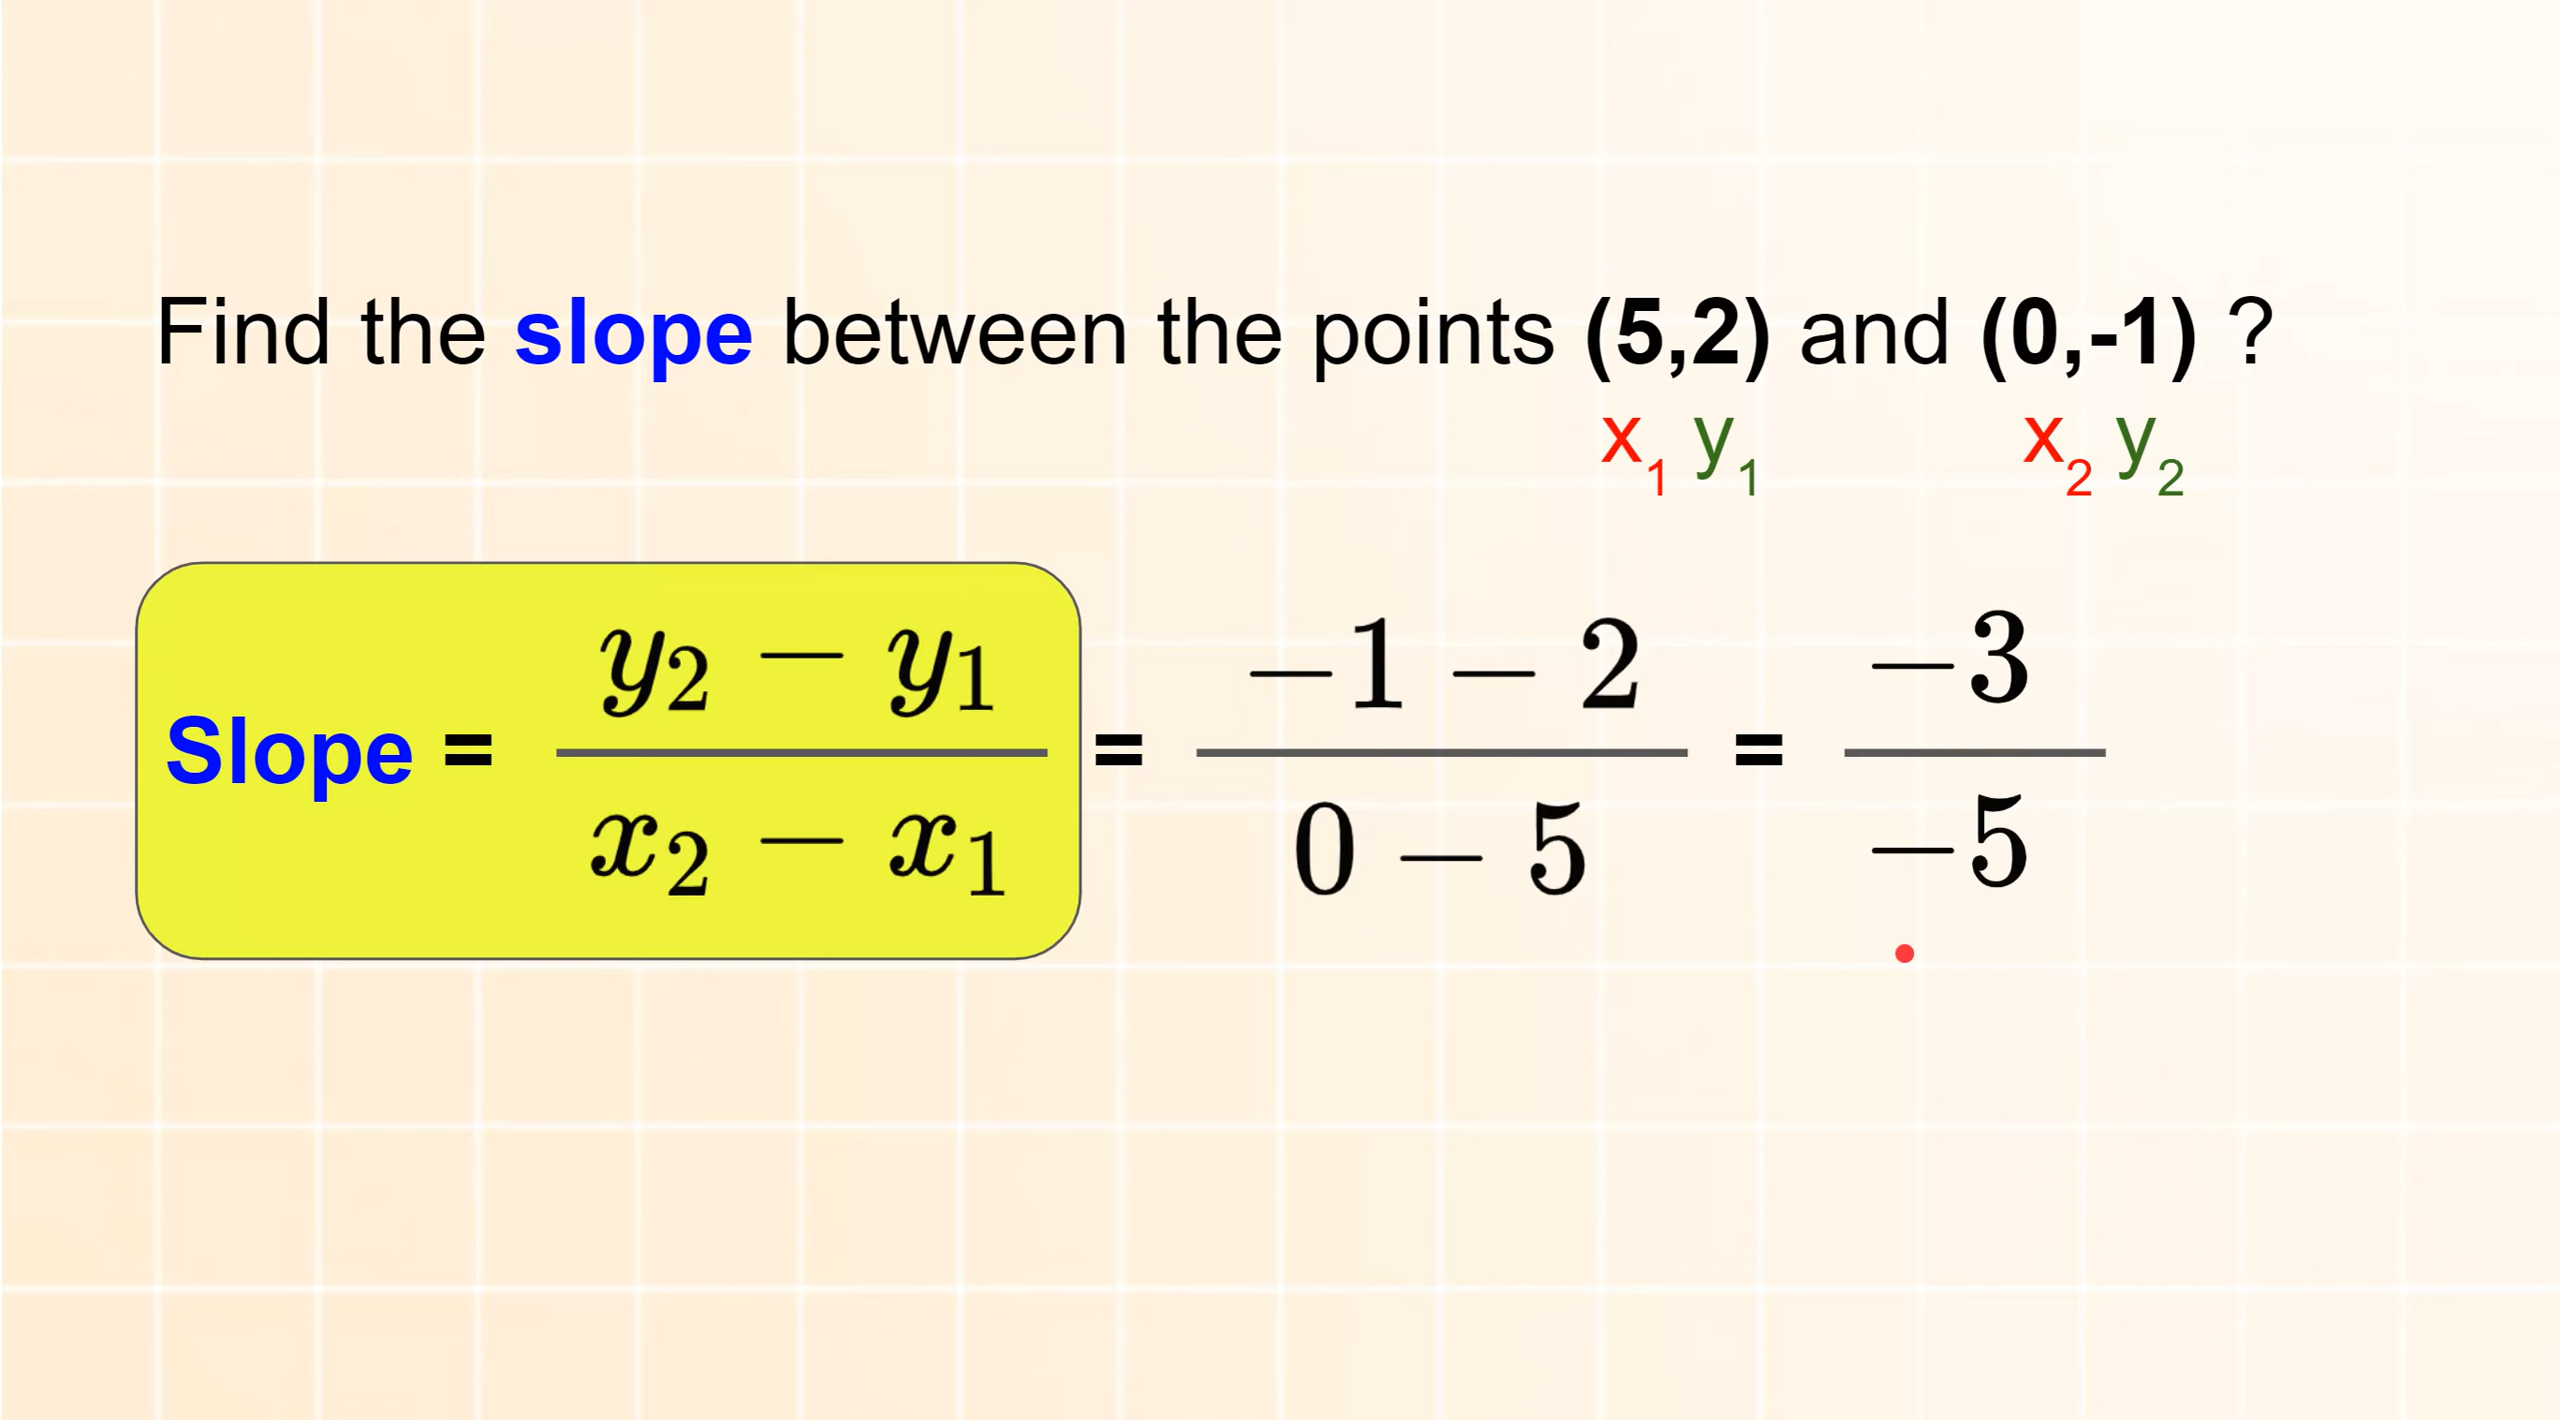 Find the slope between the points (5,2) and (0,-1) ?
x₁ y₁ x₂ y₂
Slope = (y₂ − y₁)/(x₂ − x₁) = (−1 − 2)/(0 − 5) = −3/−5